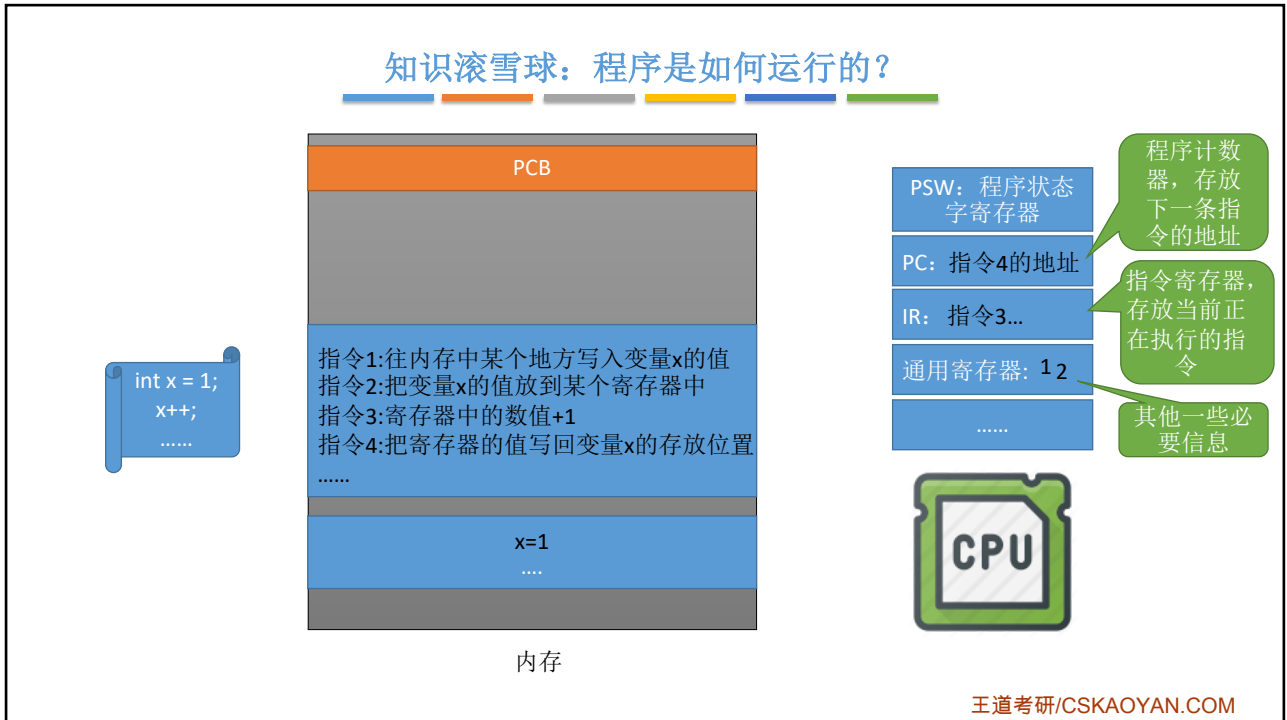 知识滚雪球：程序是如何运行的？
int x = 1;
x++;
……
PCB
指令1:往内存中某个地方写入变量x的值
指令2:把变量x的值放到某个寄存器中
指令3:寄存器中的数值+1
指令4:把寄存器的值写回变量x的存放位置
……
x=1
….
内存
PSW：程序状态
字寄存器
PC：指令4的地址
IR： 指令3…
通用寄存器: 1 2
……
程序计数
器，存放
下一条指
令的地址
指令寄存器，
存放当前正
在执行的指
令
其他一些必
要信息
CPU
王道考研/CSKAOYAN.COM